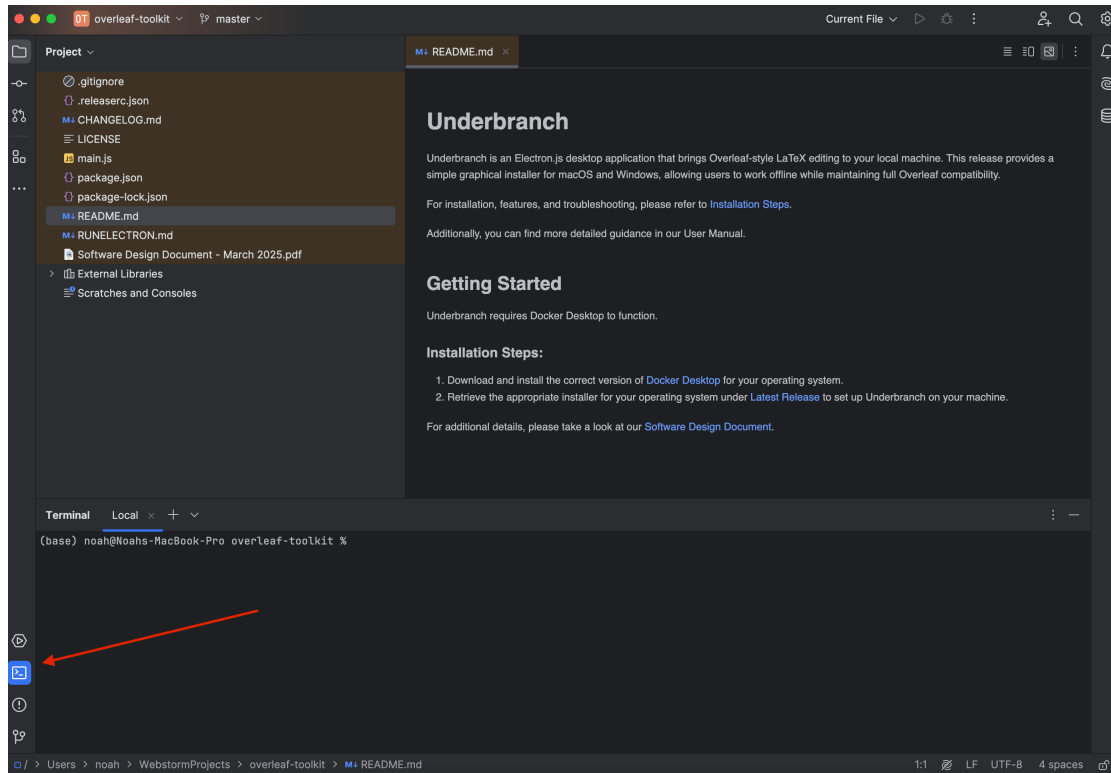 OT overleaf-toolkit master Current File
Project
M↓ README.md
.gitignore
{} .releaserc.json
M↓ CHANGELOG.md
LICENSE
JS main.js
{} package.json
{} package-lock.json
M↓ README.md
M↓ RUNELECTRON.md
Software Design Document - March 2025.pdf
External Libraries
Scratches and Consoles
Underbranch
Underbranch is an Electron.js desktop application that brings Overleaf-style LaTeX editing to your local machine. This release provides a
simple graphical installer for macOS and Windows, allowing users to work offline while maintaining full Overleaf compatibility.
For installation, features, and troubleshooting, please refer to Installation Steps.
Additionally, you can find more detailed guidance in our User Manual.
Getting Started
Underbranch requires Docker Desktop to function.
Installation Steps:
1. Download and install the correct version of Docker Desktop for your operating system.
2. Retrieve the appropriate installer for your operating system under Latest Release to set up Underbranch on your machine.
For additional details, please take a look at our Software Design Document.
Terminal Local
(base) noah@Noahs-MacBook-Pro overleaf-toolkit %
/ > Users > noah > WebstormProjects > overleaf-toolkit > M↓ README.md 1:1 LF UTF-8 4 spaces